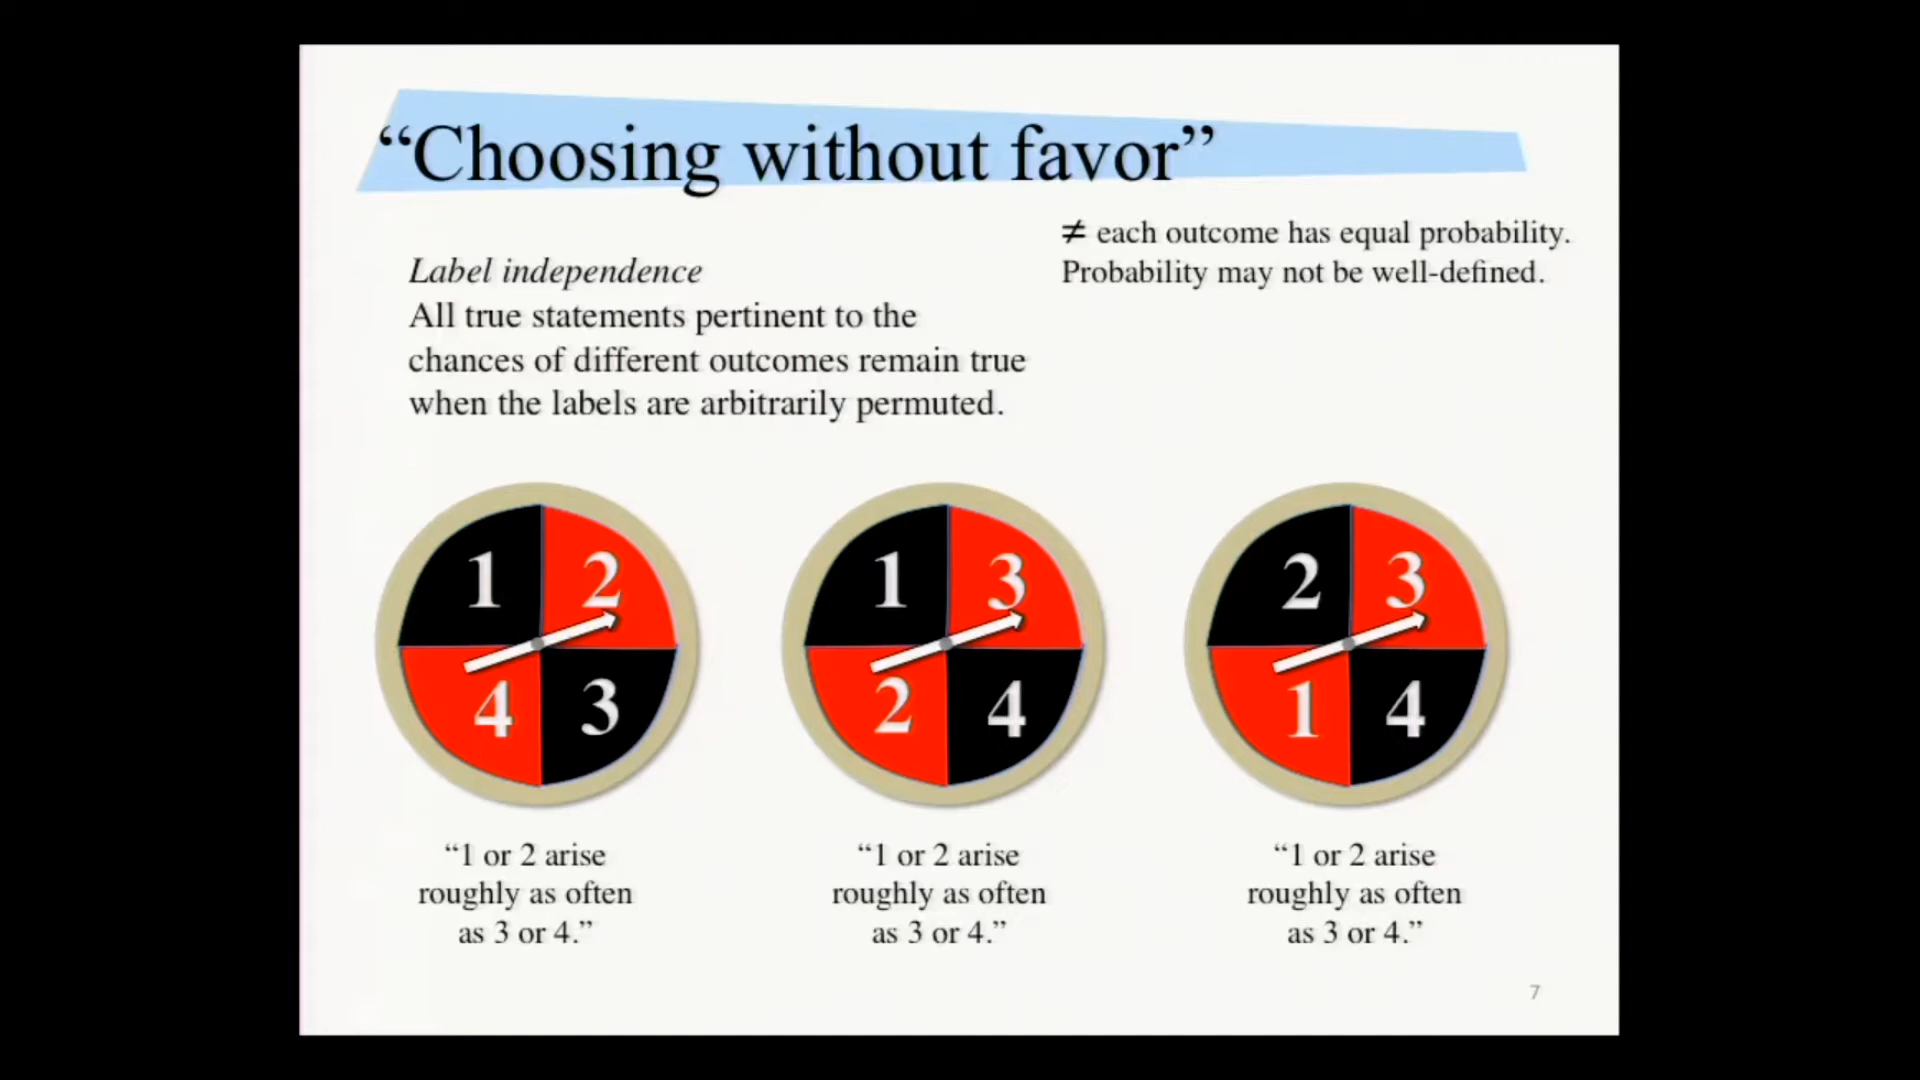 “Choosing without favor”
≠ each outcome has equal probability.
Probability may not be well-defined.
Label independence
All true statements pertinent to the
chances of different outcomes remain true
when the labels are arbitrarily permuted.
1 2
4 3
1 3
2 4
2 3
1 4
“1 or 2 arise
roughly as often
as 3 or 4.”
“1 or 2 arise
roughly as often
as 3 or 4.”
“1 or 2 arise
roughly as often
as 3 or 4.”
7